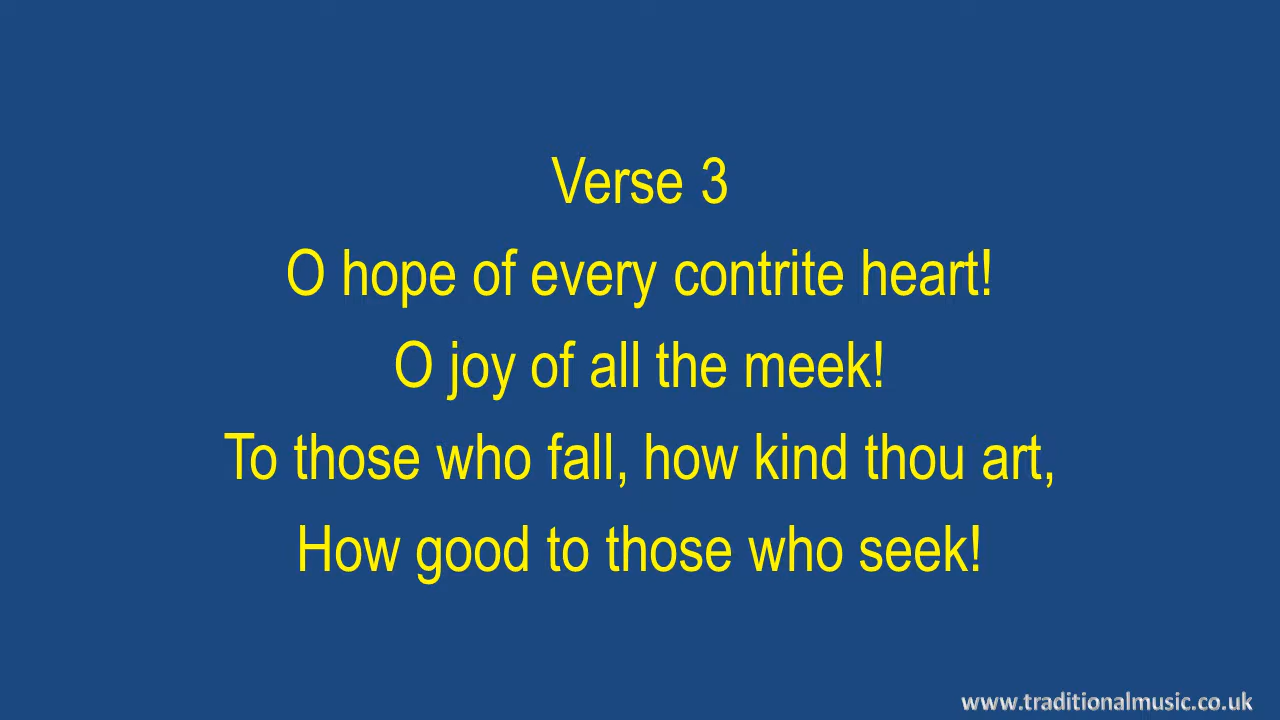 Verse 3
O hope of every contrite heart!
O joy of all the meek!
To those who fall, how kind thou art,
How good to those who seek!
www.traditionalmusic.co.uk